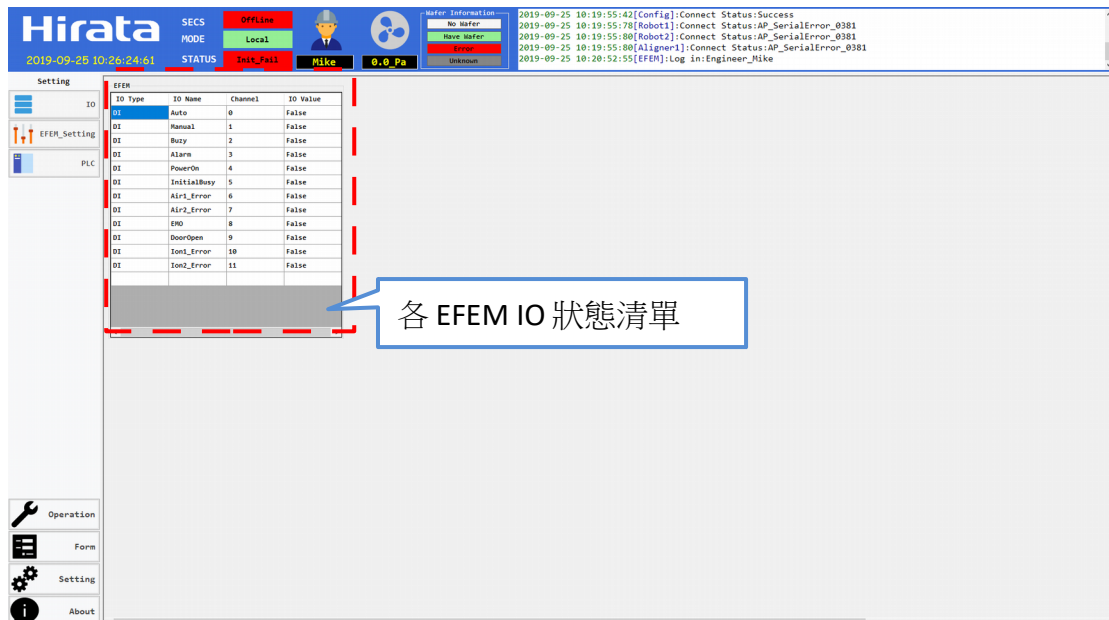 Hirata
2019-09-25 10:26:24:61
SECS OffLine
MODE Local
STATUS Init_Fail
Mike
0.0_Pa
Wafer Information
No Wafer
Have Wafer
Error
Unknown
2019-09-25 10:19:55:42[Config]:Connect Status:Success
2019-09-25 10:19:55:78[Robot1]:Connect Status:AP_SerialError_0381
2019-09-25 10:19:55:80[Robot2]:Connect Status:AP_SerialError_0381
2019-09-25 10:19:55:80[Aligner1]:Connect Status:AP_SerialError_0381
2019-09-25 10:20:52:55[EFEM]:Log in:Engineer_Mike
Setting
IO
EFEM_Setting
PLC
EFEM
IO Type IO Name Channel IO Value
DI Auto 0 False
DI Manual 1 False
DI Buzy 2 False
DI Alarm 3 False
DI PowerOn 4 False
DI InitialBusy 5 False
DI Air1_Error 6 False
DI Air2_Error 7 False
DI EMO 8 False
DI DoorOpen 9 False
DI Ion1_Error 10 False
DI Ion2_Error 11 False
各 EFEM IO 狀態清單
Operation
Form
Setting
About